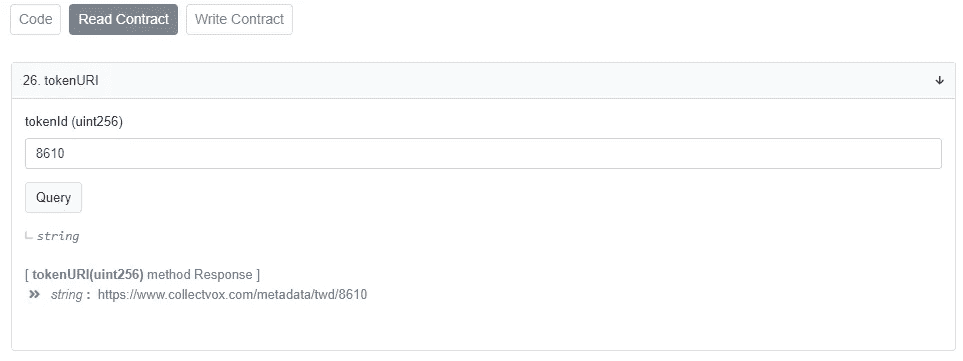 Code Read Contract Write Contract
26. tokenURI
tokenId (uint256)
8610
Query
string
[ tokenURI(uint256) method Response ]
string : https://www.collectvox.com/metadata/twd/8610